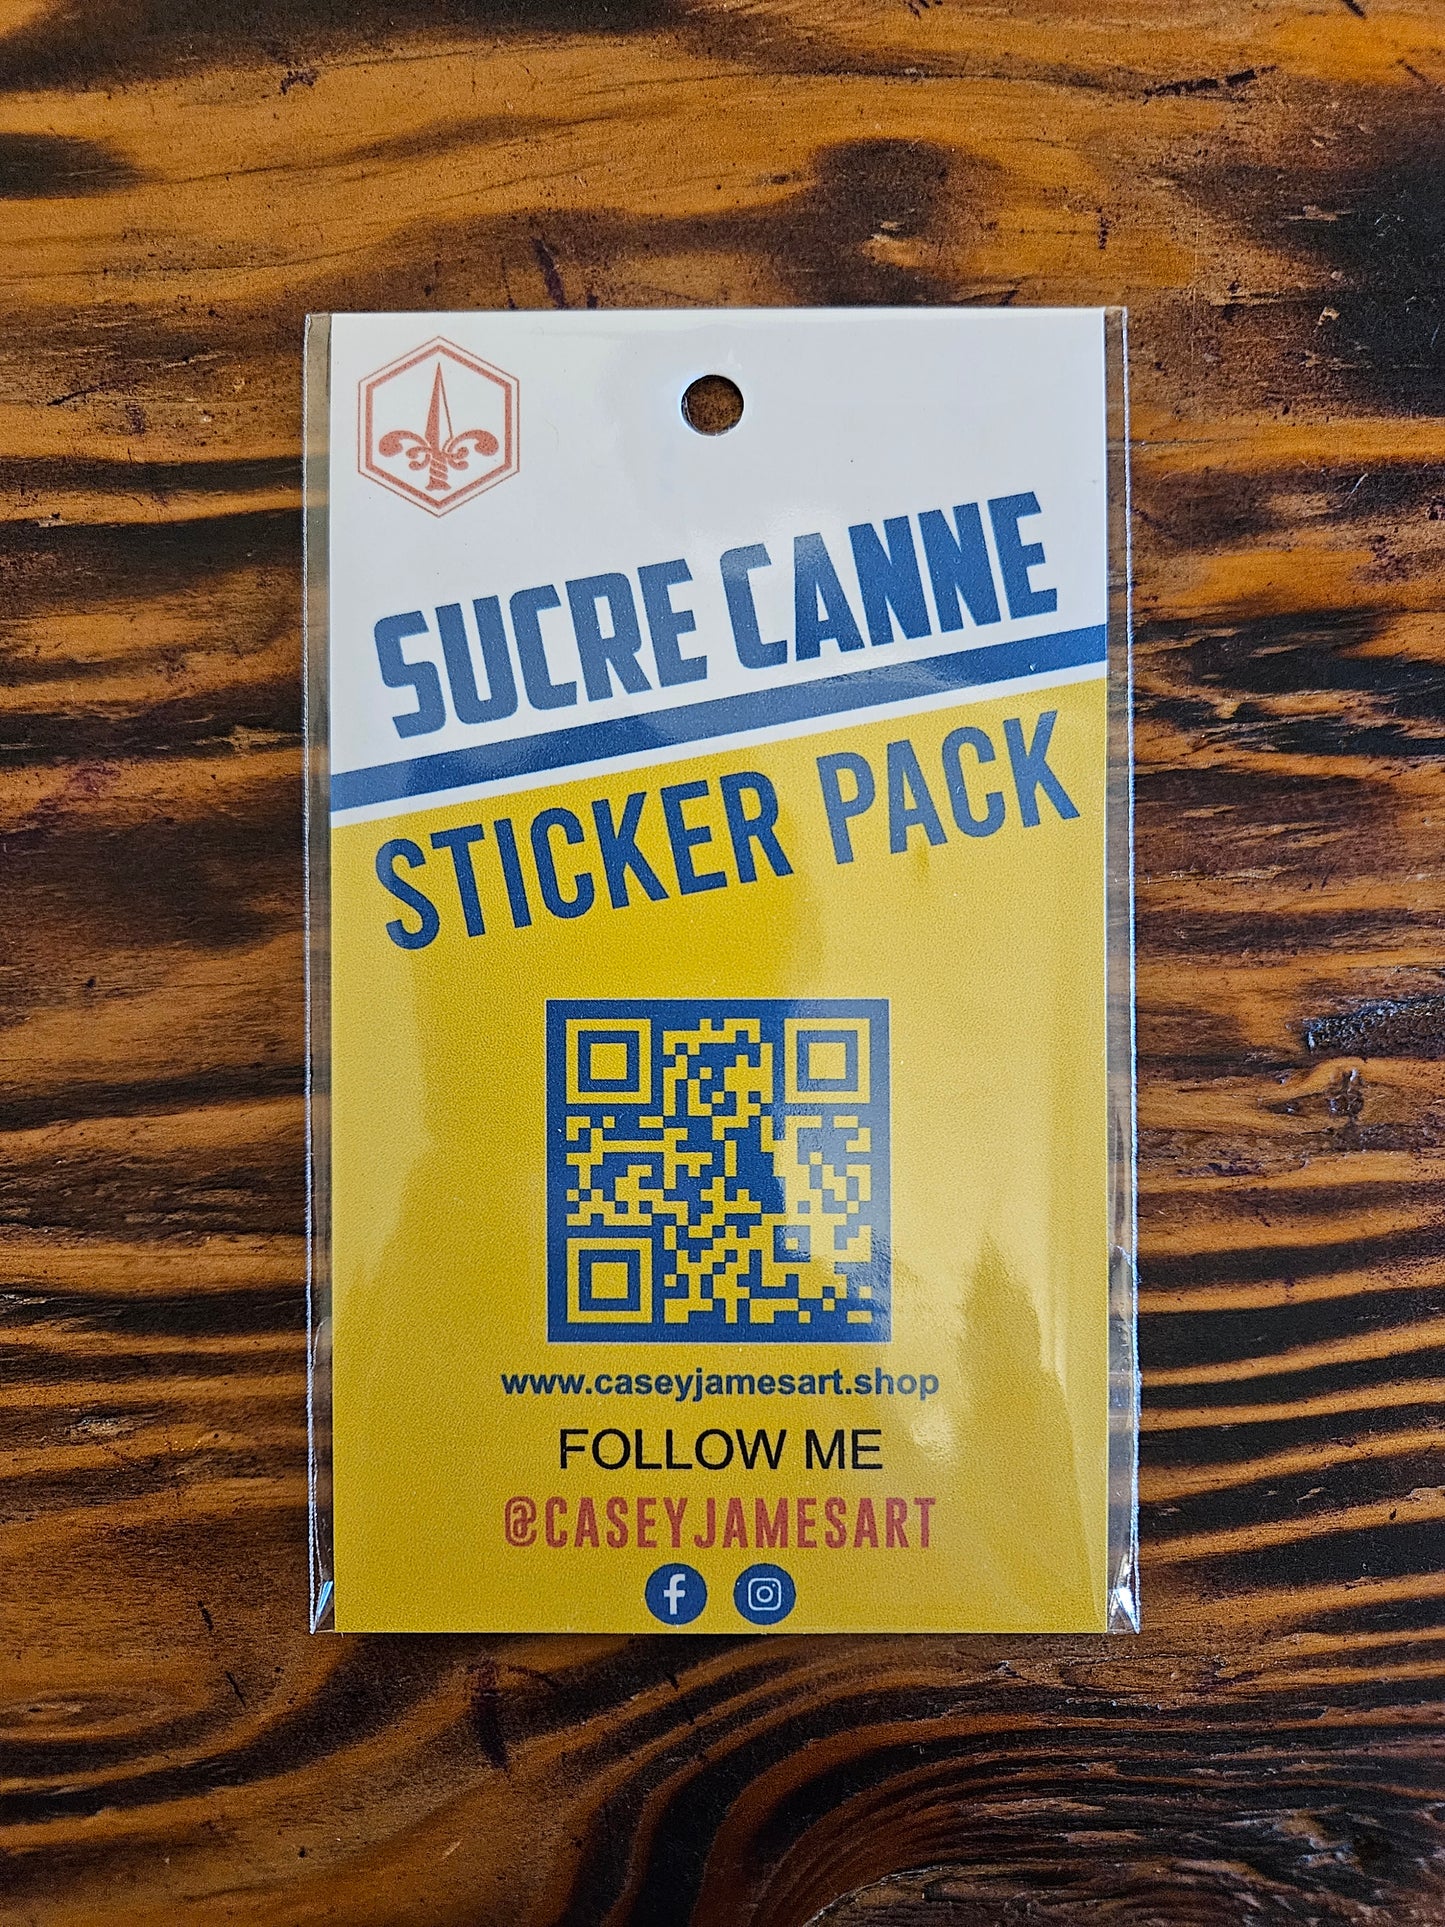 SUCRE CANNE
STICKER PACK
www.caseyjamesart.shop
FOLLOW ME
@CASEYJAMESART